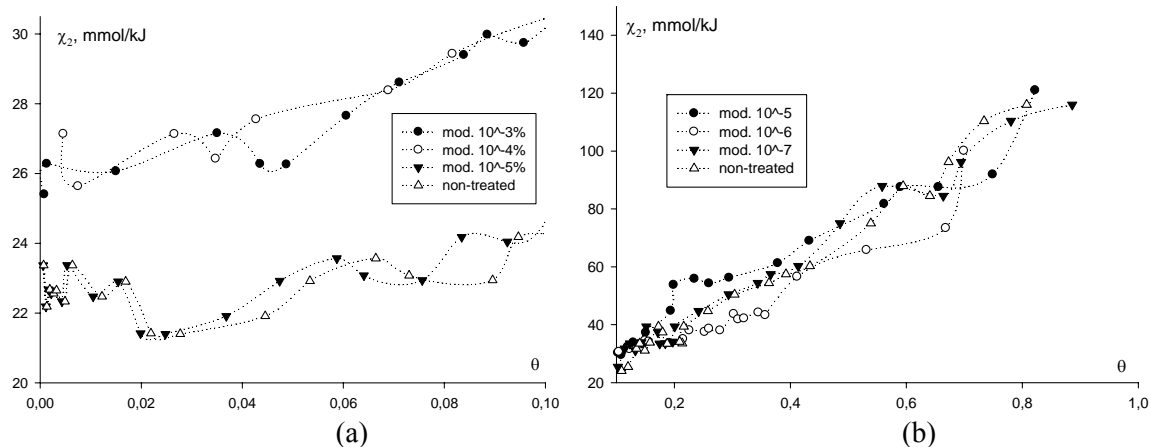 χ2, mmol/kJ
30
28
26
24
22
20
mod. 10^-3%
mod. 10^-4%
mod. 10^-5%
non-treated
θ
0,00
0,02
0,04
0,06
0,08
0,10
(a)
χ2, mmol/kJ
140
120
100
80
60
40
20
mod. 10^-5
mod. 10^-6
mod. 10^-7
non-treated
θ
0,2
0,4
0,6
0,8
1,0
(b)